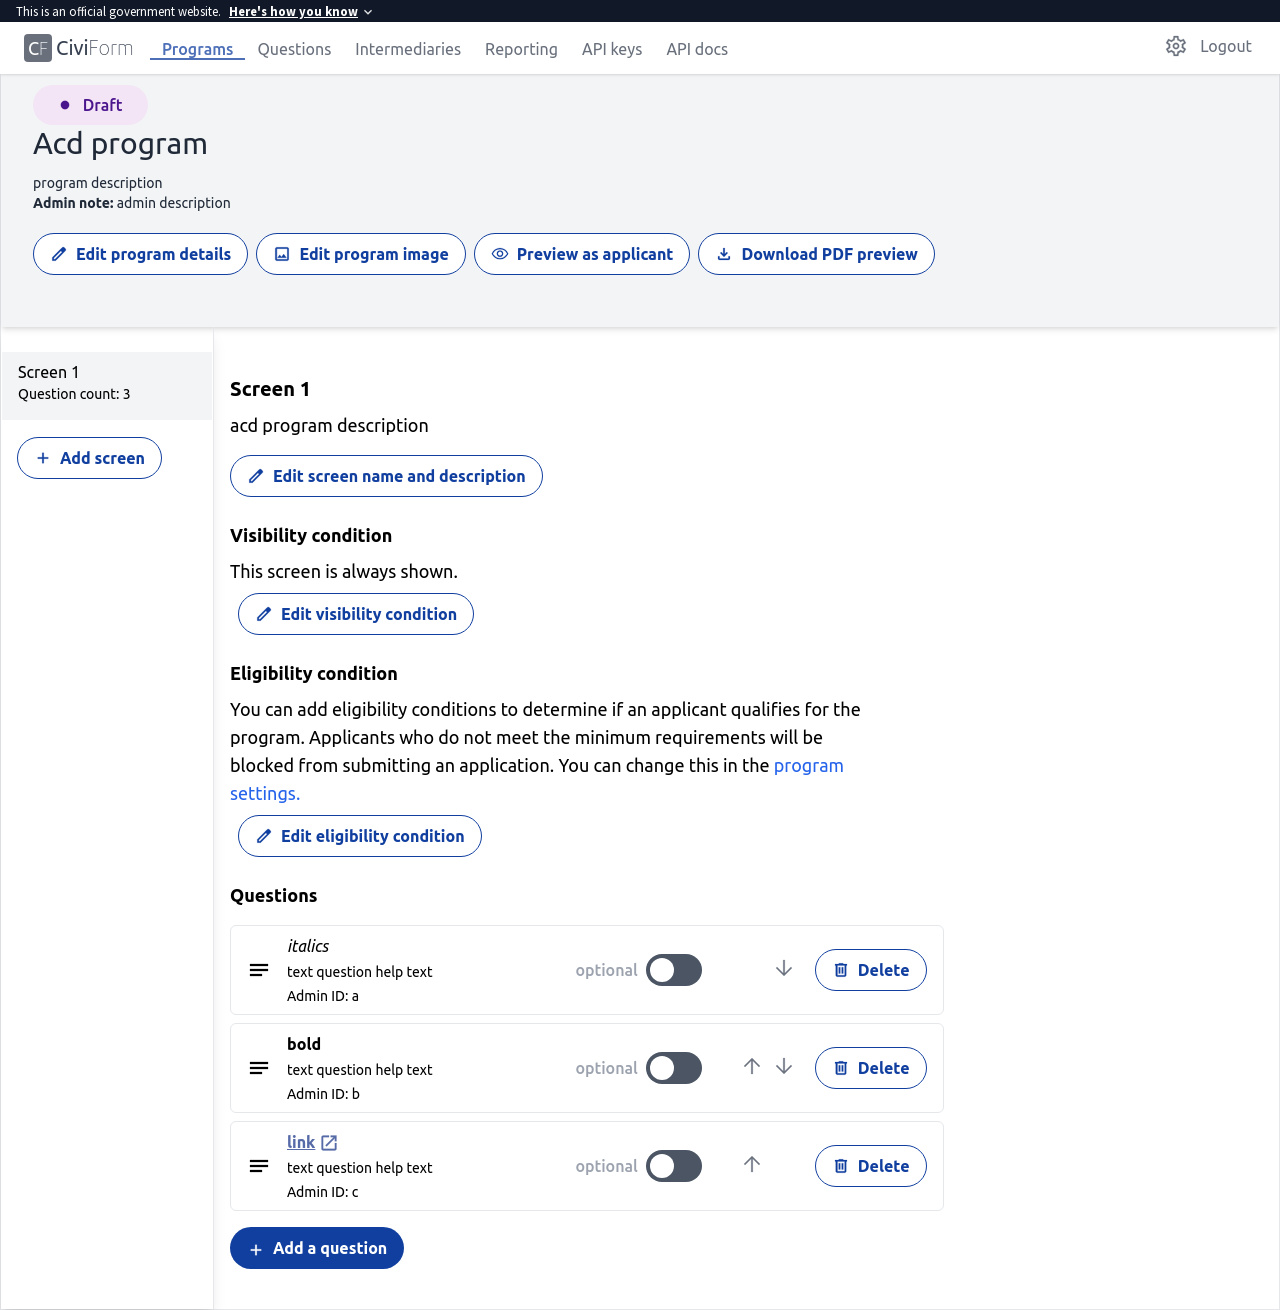 This is an official government website. Here's how you know
CF CiviForm Programs Questions Intermediaries Reporting API keys API docs Logout
Draft
Acd program
program description
Admin note: admin description
Edit program details Edit program image Preview as applicant Download PDF preview
Screen 1
Question count: 3
Add screen
Screen 1
acd program description
Edit screen name and description
Visibility condition
This screen is always shown.
Edit visibility condition
Eligibility condition
You can add eligibility conditions to determine if an applicant qualifies for the
program. Applicants who do not meet the minimum requirements will be
blocked from submitting an application. You can change this in the program
settings.
Edit eligibility condition
Questions
italics
text question help text
Admin ID: a
optional
Delete
bold
text question help text
Admin ID: b
optional
Delete
link
text question help text
Admin ID: c
optional
Delete
Add a question